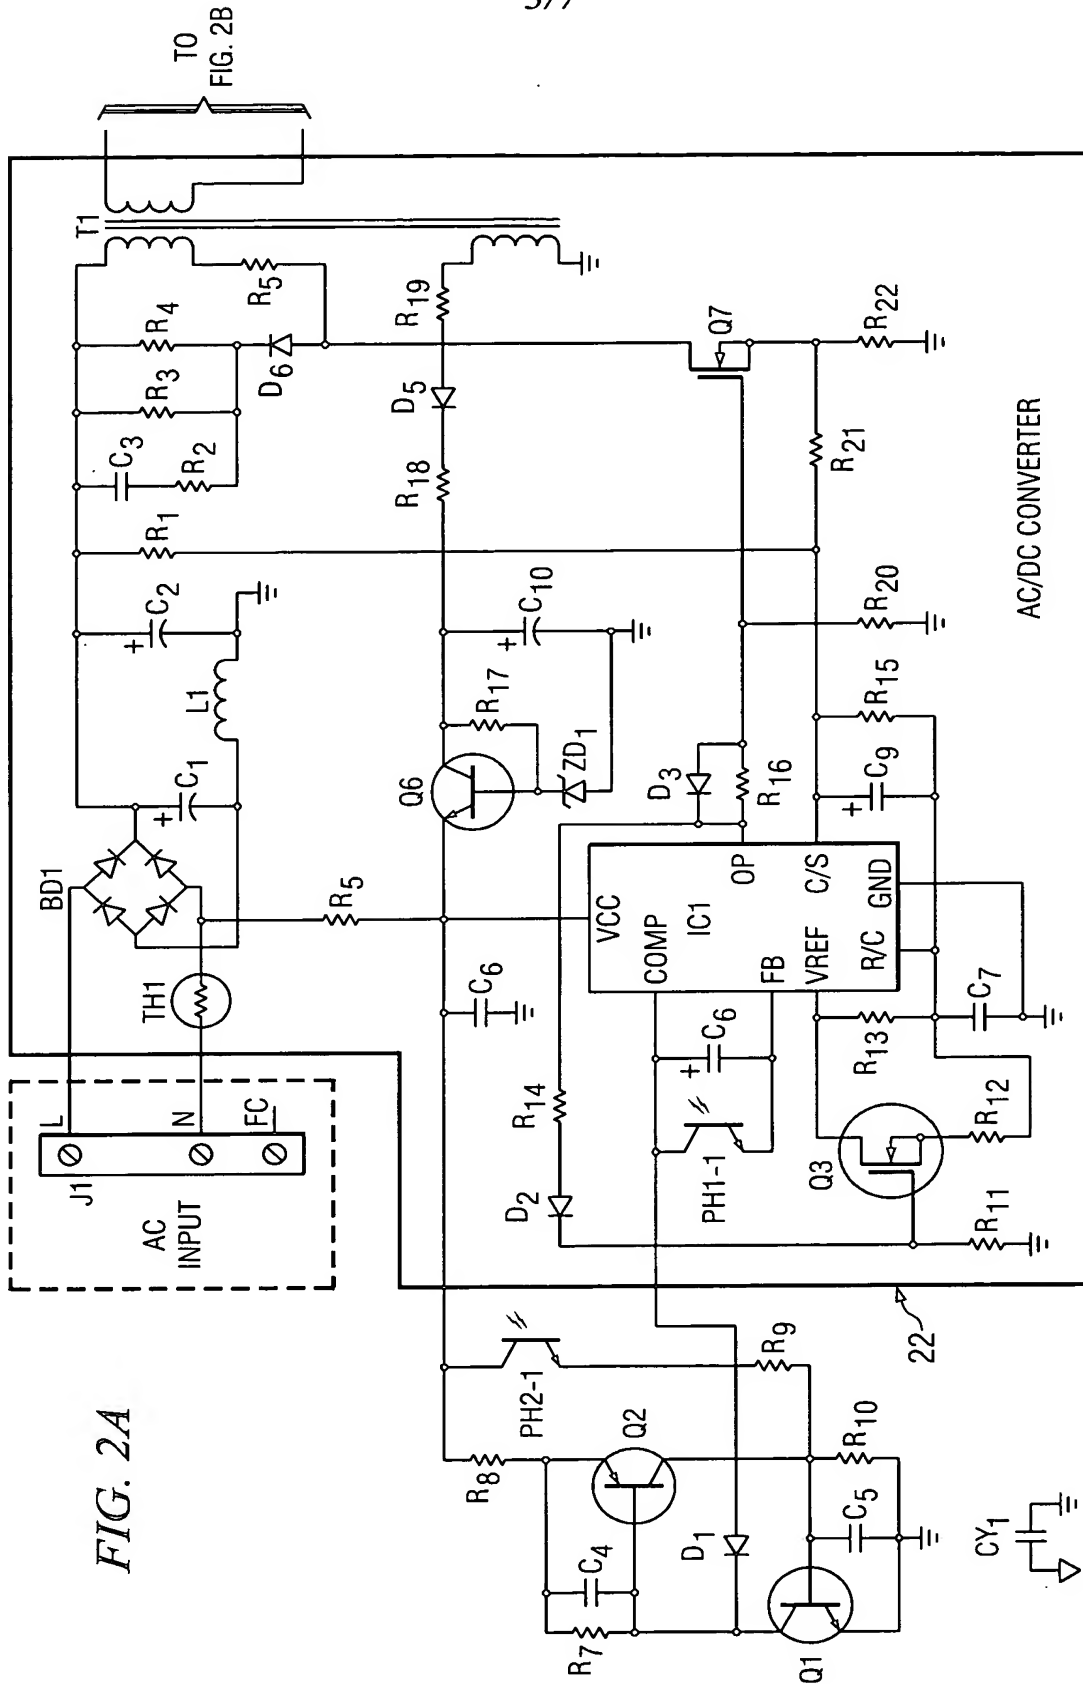 3/7
FIG. 2A
TO
FIG. 2B
AC
INPUT
J1
L
N
FC
TH1
BD1
C1
L1
C2
R1
C3
R2
R3
R4
D6
R5
T1
R5
C6
Q6
R17
ZD1
C10
R18
D5
R19
Q7
R22
R21
R20
D3
R16
R15
C9
VCC
COMP
IC1
OP
FB
VREF
C/S
R/C
GND
C7
R13
R12
Q3
R11
R14
D2
C6
PH1-1
22
PH2-1
R9
R8
Q2
C4
R7
D1
R10
C5
Q1
CY1
AC/DC CONVERTER